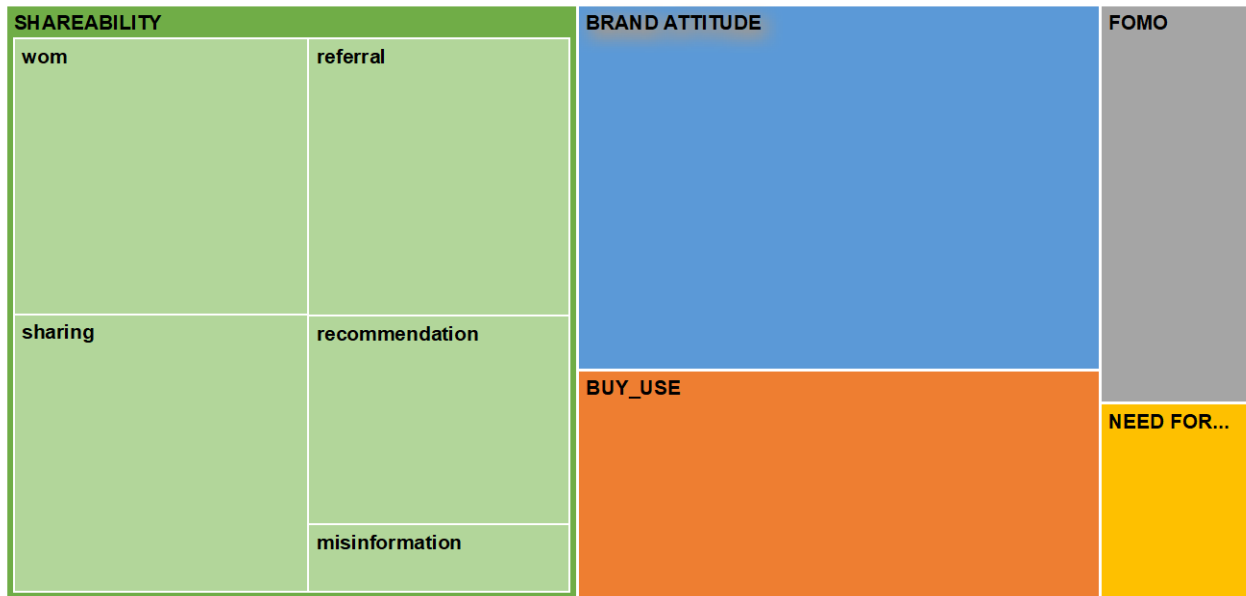 SHAREABILITY
wom
referral
sharing
recommendation
misinformation
BRAND ATTITUDE
BUY_USE
FOMO
NEED FOR...